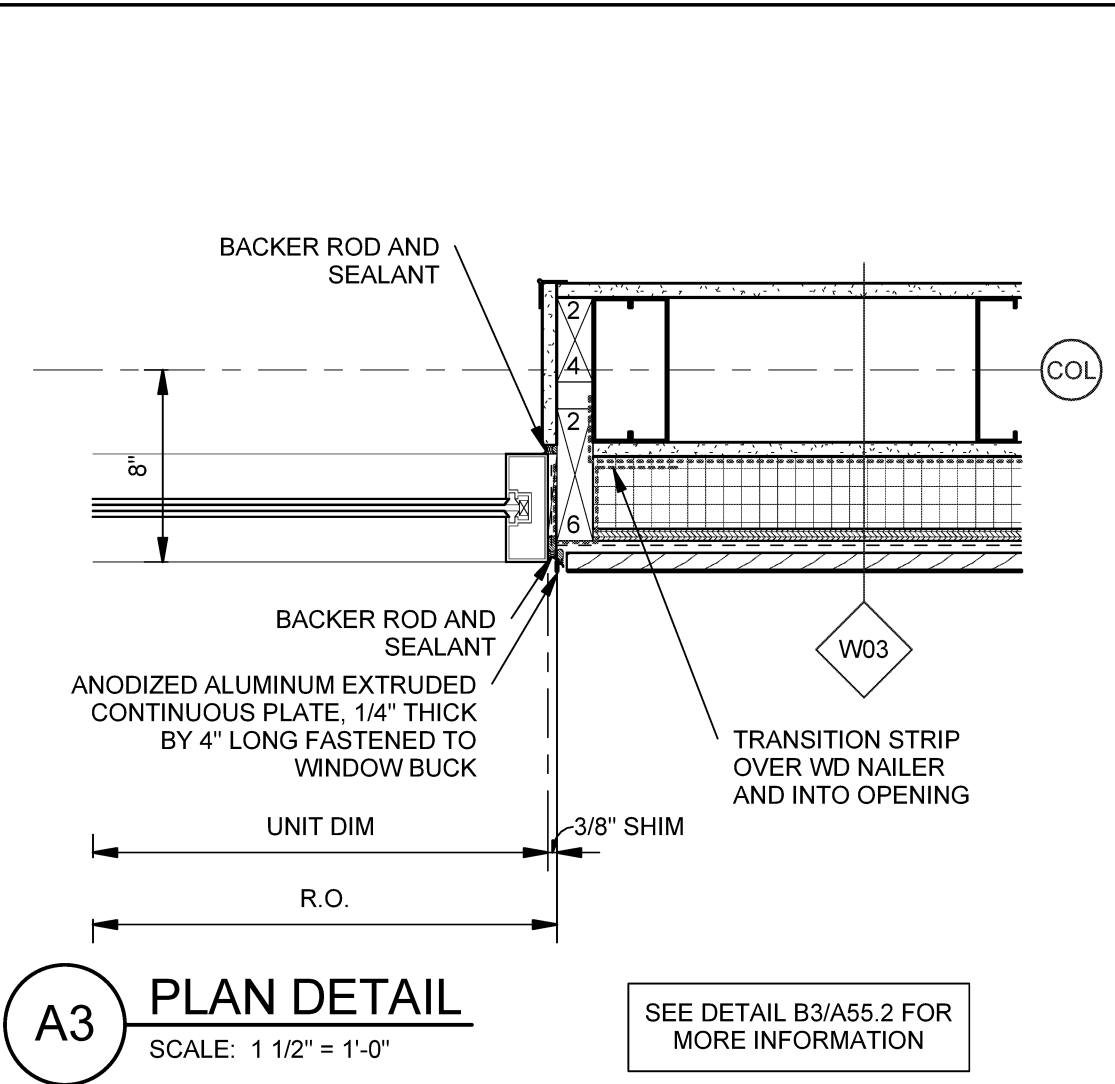 BACKER ROD AND
SEALANT
2
4
COL
2
8"
6
BACKER ROD AND
SEALANT
W03
ANODIZED ALUMINUM EXTRUDED
CONTINUOUS PLATE, 1/4" THICK
BY 4" LONG FASTENED TO
WINDOW BUCK
TRANSITION STRIP
OVER WD NAILER
AND INTO OPENING
UNIT DIM
3/8" SHIM
R.O.
A3
PLAN DETAIL
SCALE: 1 1/2" = 1'-0"
SEE DETAIL B3/A55.2 FOR
MORE INFORMATION